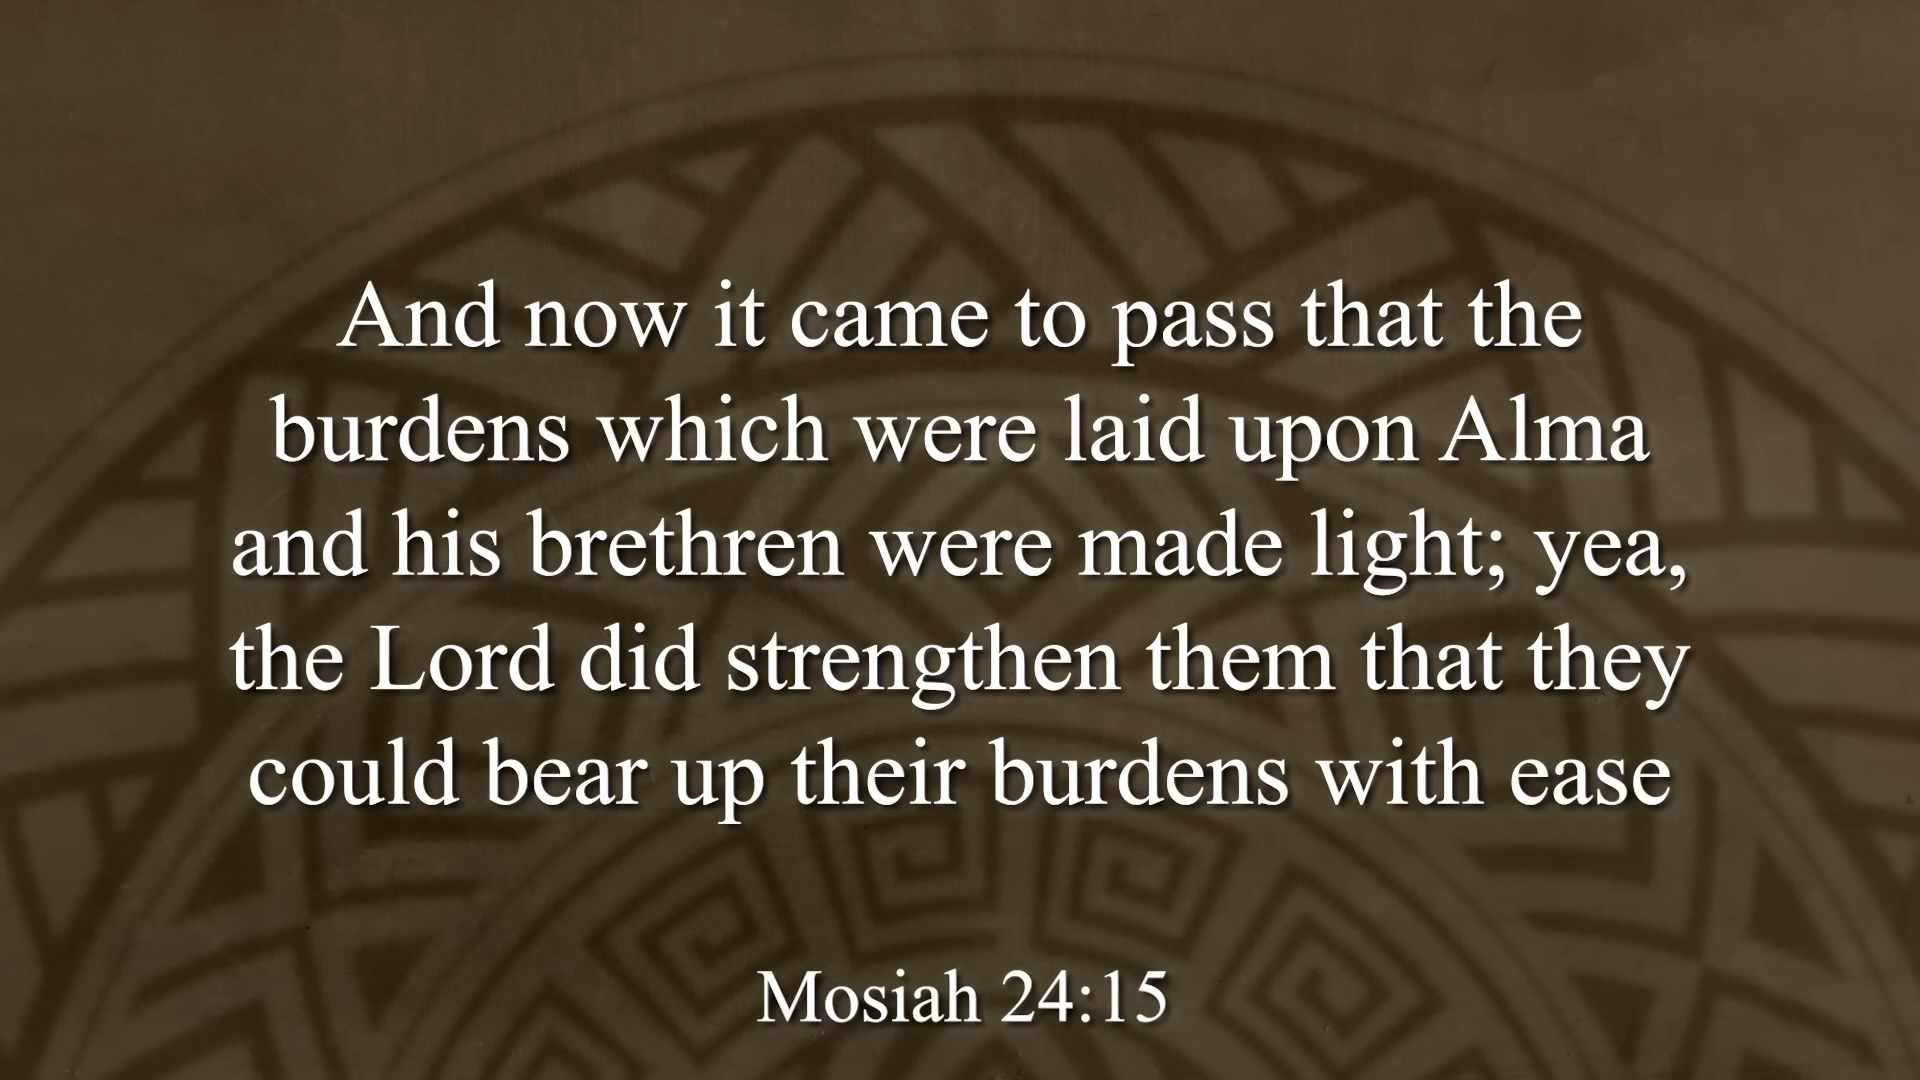 And now it came to pass that the
burdens which were laid upon Alma
and his brethren were made light; yea,
the Lord did strengthen them that they
could bear up their burdens with ease
Mosiah 24:15